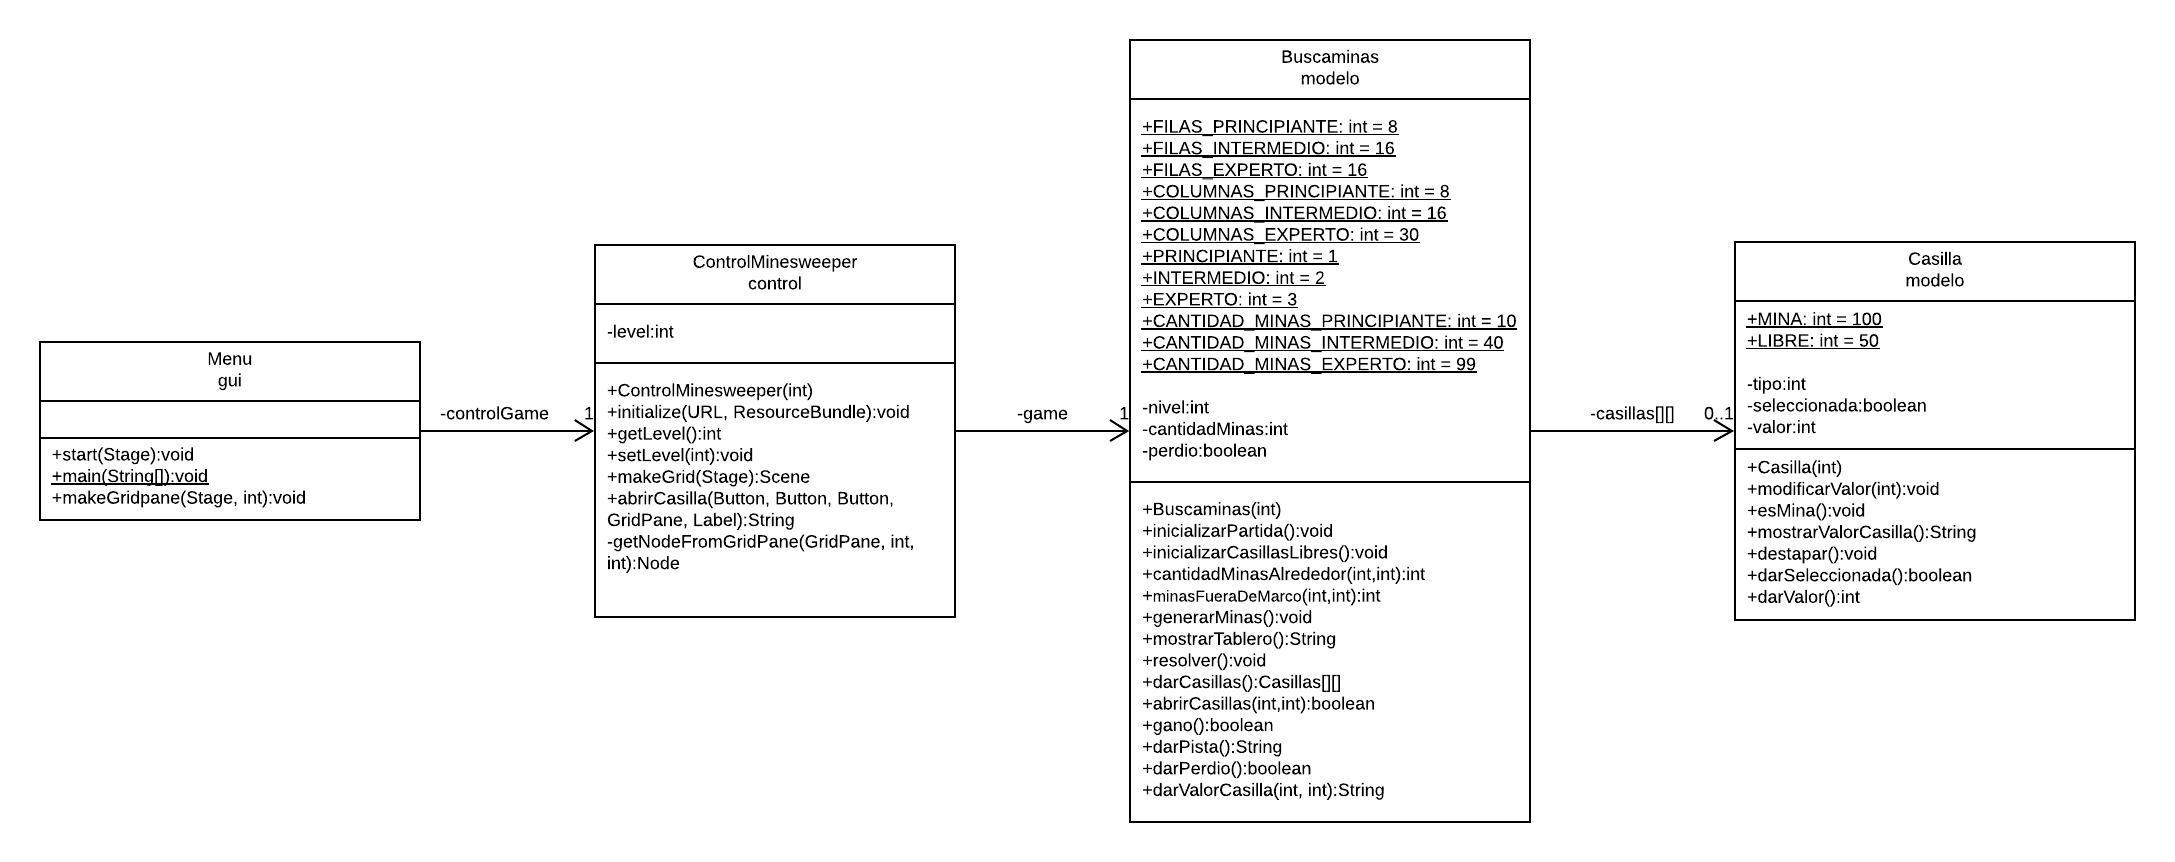 Menu
gui
+start(Stage):void
+main(String[]):void
+makeGridpane(Stage, int):void
-controlGame
1
ControlMinesweeper
control
-level:int
+ControlMinesweeper(int)
+initialize(URL, ResourceBundle):void
+getLevel():int
+setLevel(int):void
+makeGrid(Stage):Scene
+abrirCasilla(Button, Button, Button,
GridPane, Label):String
-getNodeFromGridPane(GridPane, int,
int):Node
-game
1
Buscaminas
modelo
+FILAS_PRINCIPIANTE: int = 8
+FILAS_INTERMEDIO: int = 16
+FILAS_EXPERTO: int = 16
+COLUMNAS_PRINCIPIANTE: int = 8
+COLUMNAS_INTERMEDIO: int = 16
+COLUMNAS_EXPERTO: int = 30
+PRINCIPIANTE: int = 1
+INTERMEDIO: int = 2
+EXPERTO: int = 3
+CANTIDAD_MINAS_PRINCIPIANTE: int = 10
+CANTIDAD_MINAS_INTERMEDIO: int = 40
+CANTIDAD_MINAS_EXPERTO: int = 99
-nivel:int
-cantidadMinas:int
-perdio:boolean
+Buscaminas(int)
+inicializarPartida():void
+inicializarCasillasLibres():void
+cantidadMinasAlrededor(int,int):int
+minasFueraDeMarco(int,int):int
+generarMinas():void
+mostrarTablero():String
+resolver():void
+darCasillas():Casillas[][]
+abrirCasillas(int,int):boolean
+gano():boolean
+darPista():String
+darPerdio():boolean
+darValorCasilla(int, int):String
-casillas[][]
0..1
Casilla
modelo
+MINA: int = 100
+LIBRE: int = 50
-tipo:int
-seleccionada:boolean
-valor:int
+Casilla(int)
+modificarValor(int):void
+esMina():void
+mostrarValorCasilla():String
+destapar():void
+darSeleccionada():boolean
+darValor():int